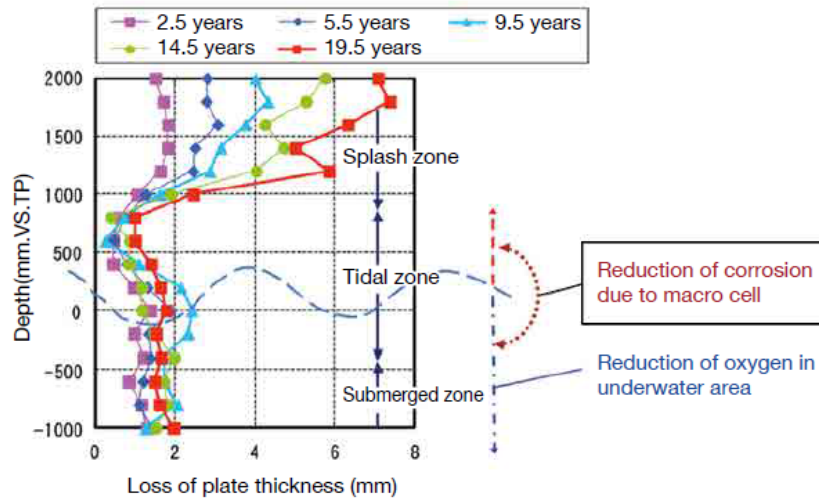 2.5 years 5.5 years 9.5 years
14.5 years 19.5 years
2000
1500
1000
500
0
-500
-1000
Depth(mm.VS.TP)
Splash zone
Tidal zone
Submerged zone
Reduction of corrosion
due to macro cell
Reduction of oxygen in
underwater area
0 2 4 6 8
Loss of plate thickness (mm)